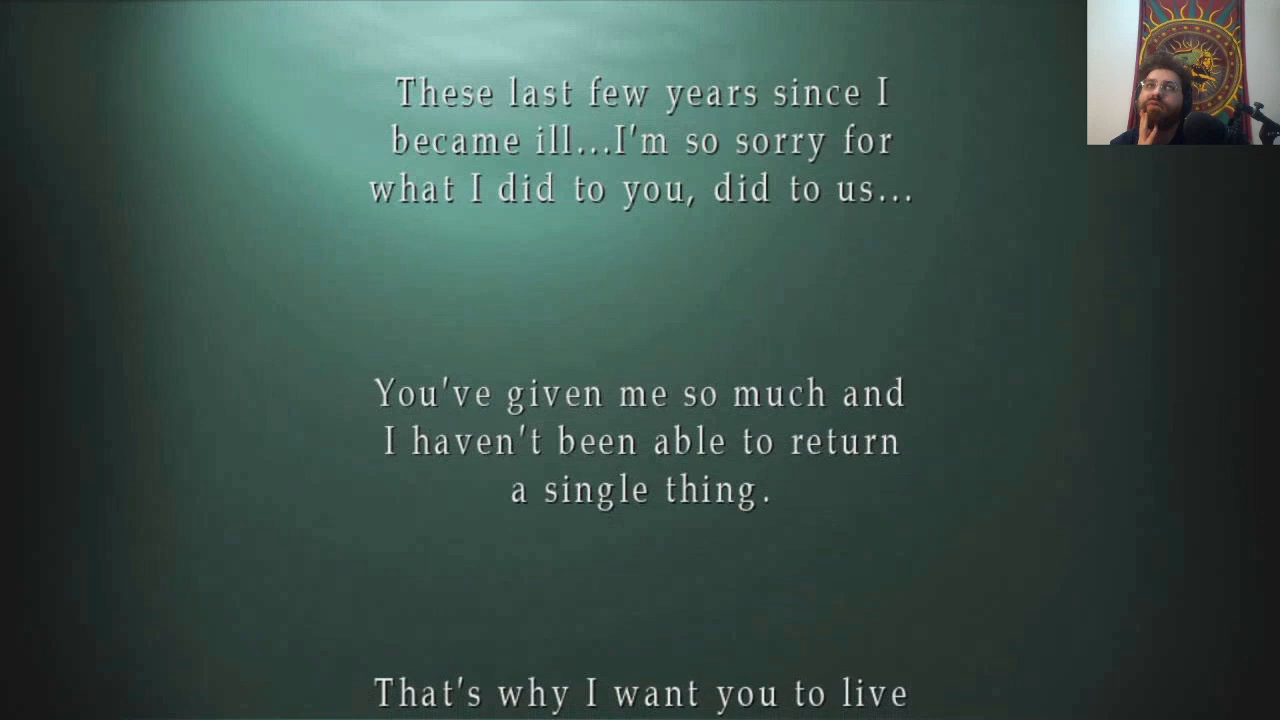 These last few years since I
became ill...I'm so sorry for
what I did to you, did to us...
You've given me so much and
I haven't been able to return
a single thing.
That's why I want you to live